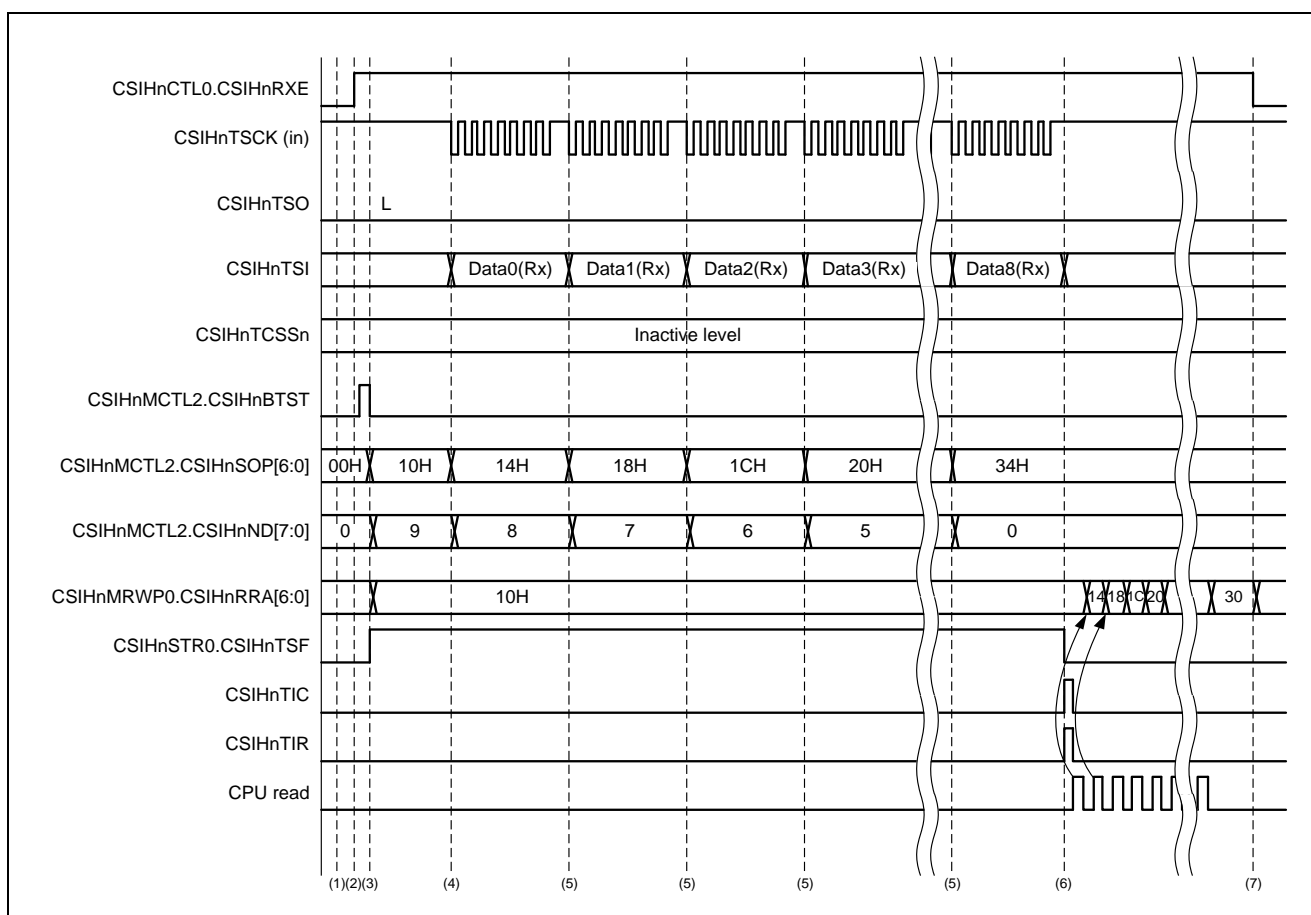 CSIHnCTL0.CSIHnRXE
CSIHnTSCK (in)
CSIHnTSO L
CSIHnTSI Data0(Rx) Data1(Rx) Data2(Rx) Data3(Rx) Data8(Rx)
CSIHnTCSSn Inactive level
CSIHnMCTL2.CSIHnBTST
CSIHnMCTL2.CSIHnSOP[6:0] 00H 10H 14H 18H 1CH 20H 34H
CSIHnMCTL2.CSIHnND[7:0] 0 9 8 7 6 5 0
CSIHnMRWP0.CSIHnRRA[6:0] 10H 14 18 1C 20 30
CSIHnSTR0.CSIHnTSF
CSIHnTIC
CSIHnTIR
CPU read
(1) (2) (3) (4) (5) (5) (5) (5) (6) (7)